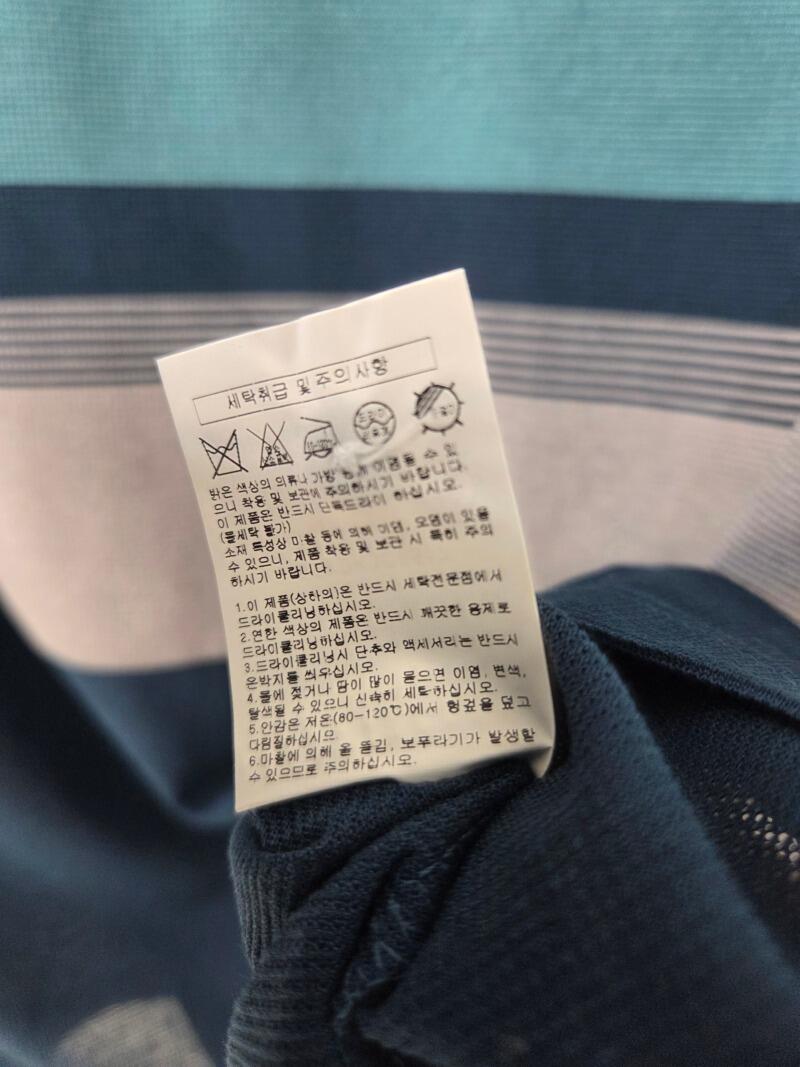 세탁취급 및 주의사항
드라이
밝은 색상의 의류나 가방 등에 이염될 수 있
으니 착용 및 보관에 주의하시기 바랍니다.
이 제품은 반드시 단독드라이 하십시오.
(물세탁 불가)
소재 특성상 마찰 등에 의해 이염, 오염이 있을
수 있으니, 제품 착용 및 보관 시 특히 주의
하시기 바랍니다.
1.이 제품(상하의)은 반드시 세탁전문점에서
드라이클리닝하십시오.
2.연한 색상의 제품은 반드시 깨끗한 용제로
드라이클리닝하십시오.
3.드라이클리닝시 단추와 액세서리는 반드시
은박지를 씌우십시오.
4.물에 젖거나 땀이 많이 묻으면 이염, 변색,
탈색될 수 있으니 신속히 세탁하십시오.
5.안감은 저온(80-120℃)에서 헝겊을 덮고
다림질하십시오.
6.마찰에 의해 올 뜯김, 보푸라기가 발생할
수 있으므로 주의하십시오.